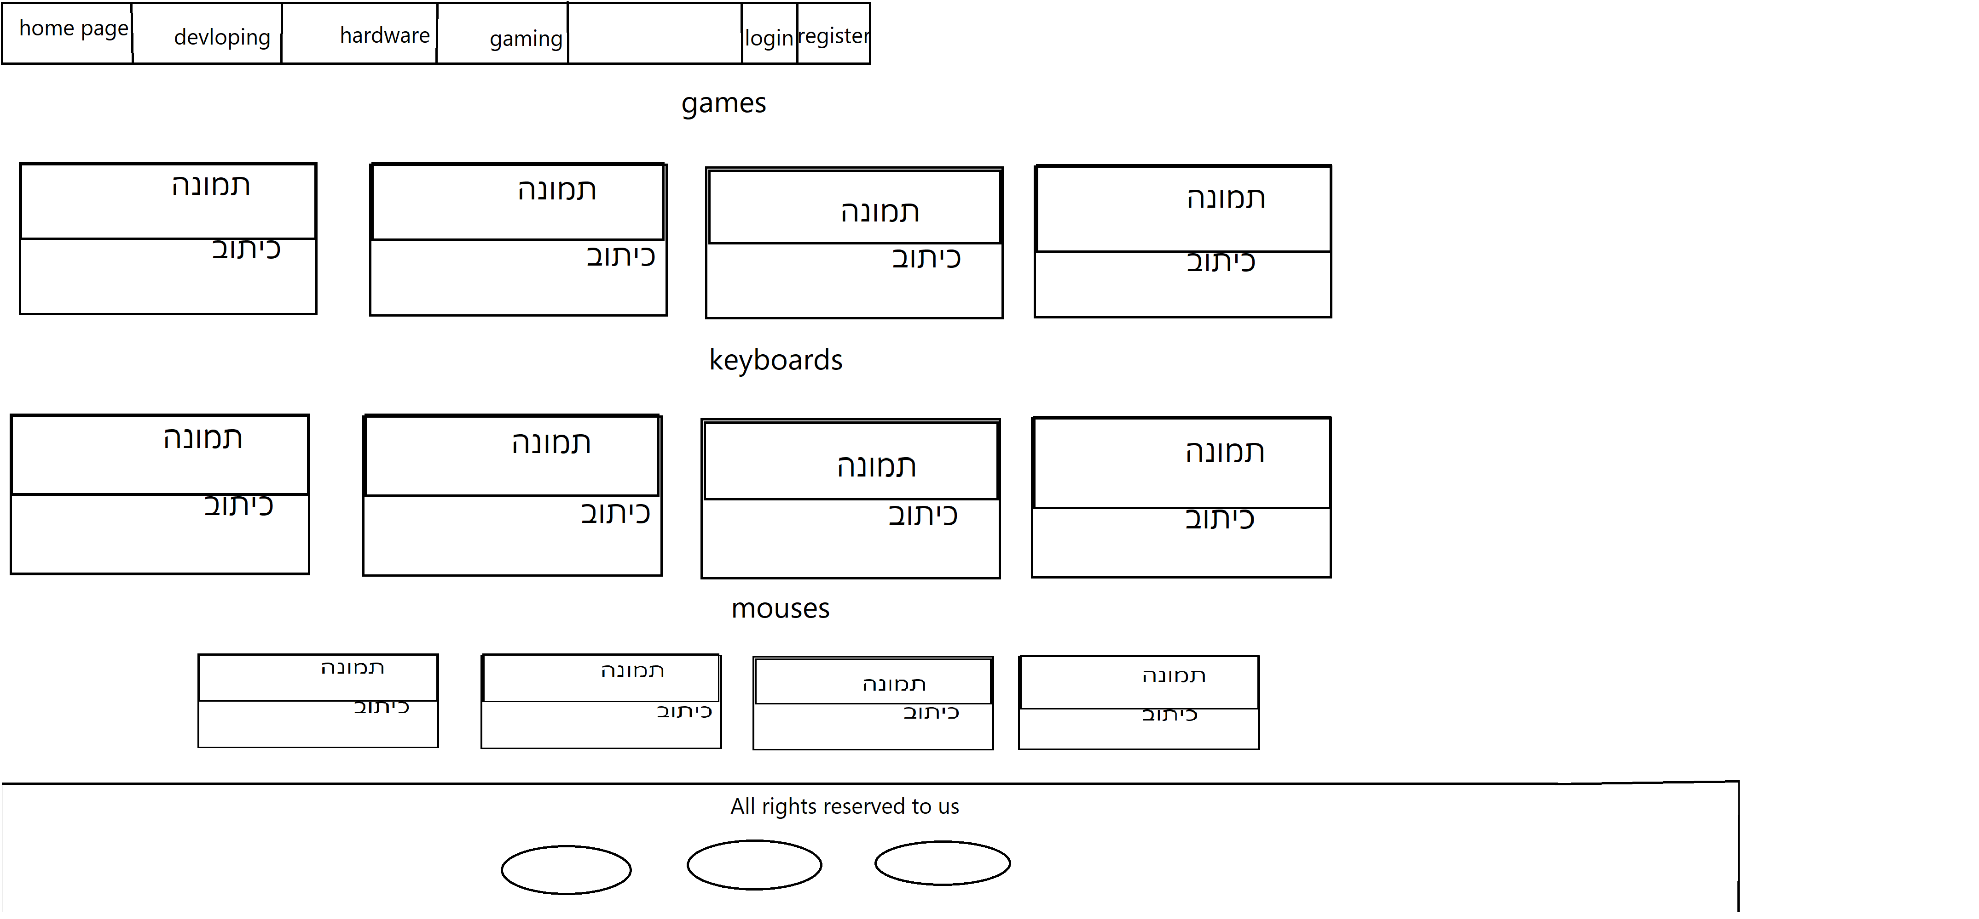 home page devloping hardware gaming login register
games
תמונה תמונה תמונה תמונה
כיתוב כיתוב כיתוב כיתוב
keyboards
תמונה תמונה תמונה תמונה
כיתוב כיתוב כיתוב כיתוב
mouses
תמונה תמונה תמונה תמונה
כיתוב כיתוב כיתוב כיתוב
All rights reserved to us